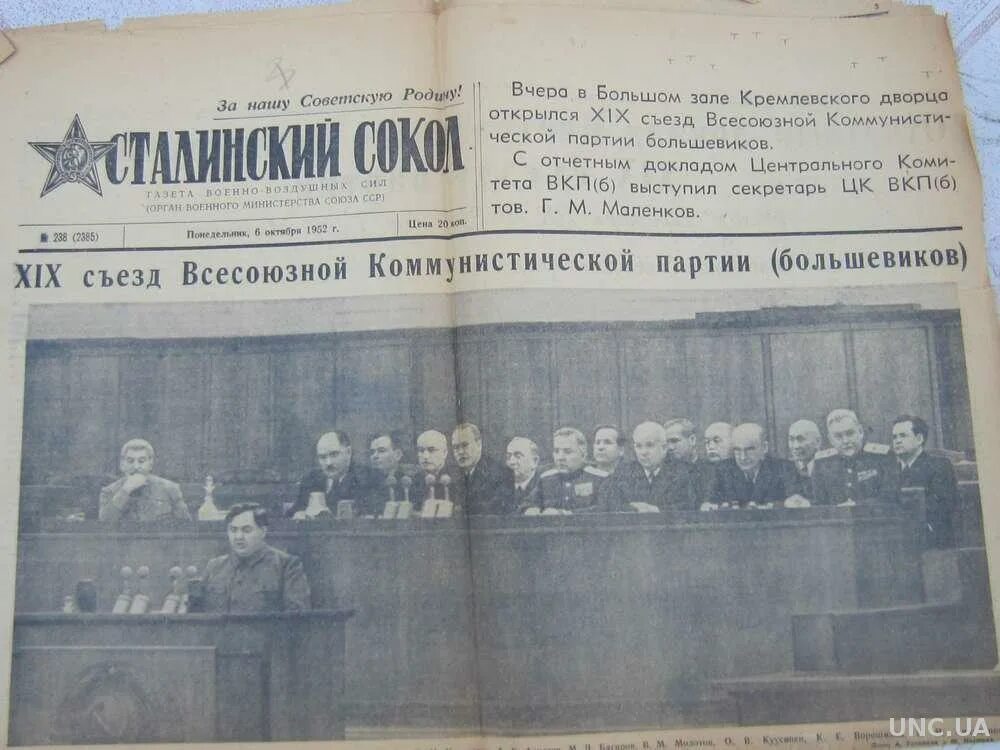 За нашу Советскую Родину!
СТАЛИНСКИЙ СОКОЛ
ГАЗЕТА ВОЕННО-ВОЗДУШНЫХ СИЛ
(ОРГАН ВОЕННОГО МИНИСТЕРСТВА СОЮЗА ССР)
№ 238 (2385)
Понедельник, 6 октября 1952 г.
Цена 20 коп.
Вчера в Большом зале Кремлевского дворца
открылся XIX съезд Всесоюзной Коммунисти-
ческой партии большевиков.
С отчетным докладом Центрального Коми-
тета ВКП(б) выступил секретарь ЦК ВКП(б)
тов. Г. М. Маленков.
XIX съезд Всесоюзной Коммунистической партии (большевиков)
М. Д. Багиров, В. М. Молотов, О. В. Куусинен, К. Е.
UNC.UA